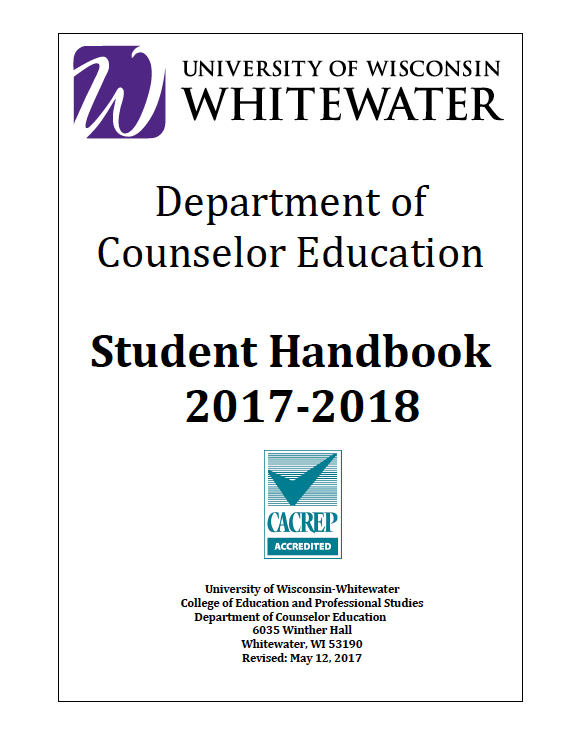 W
UNIVERSITY OF WISCONSIN
WHITEWATER
Department of
Counselor Education
Student Handbook
2017-2018
CACREP
ACCREDITED
University of Wisconsin-Whitewater
College of Education and Professional Studies
Department of Counselor Education
6035 Winther Hall
Whitewater, WI 53190
Revised: May 12, 2017